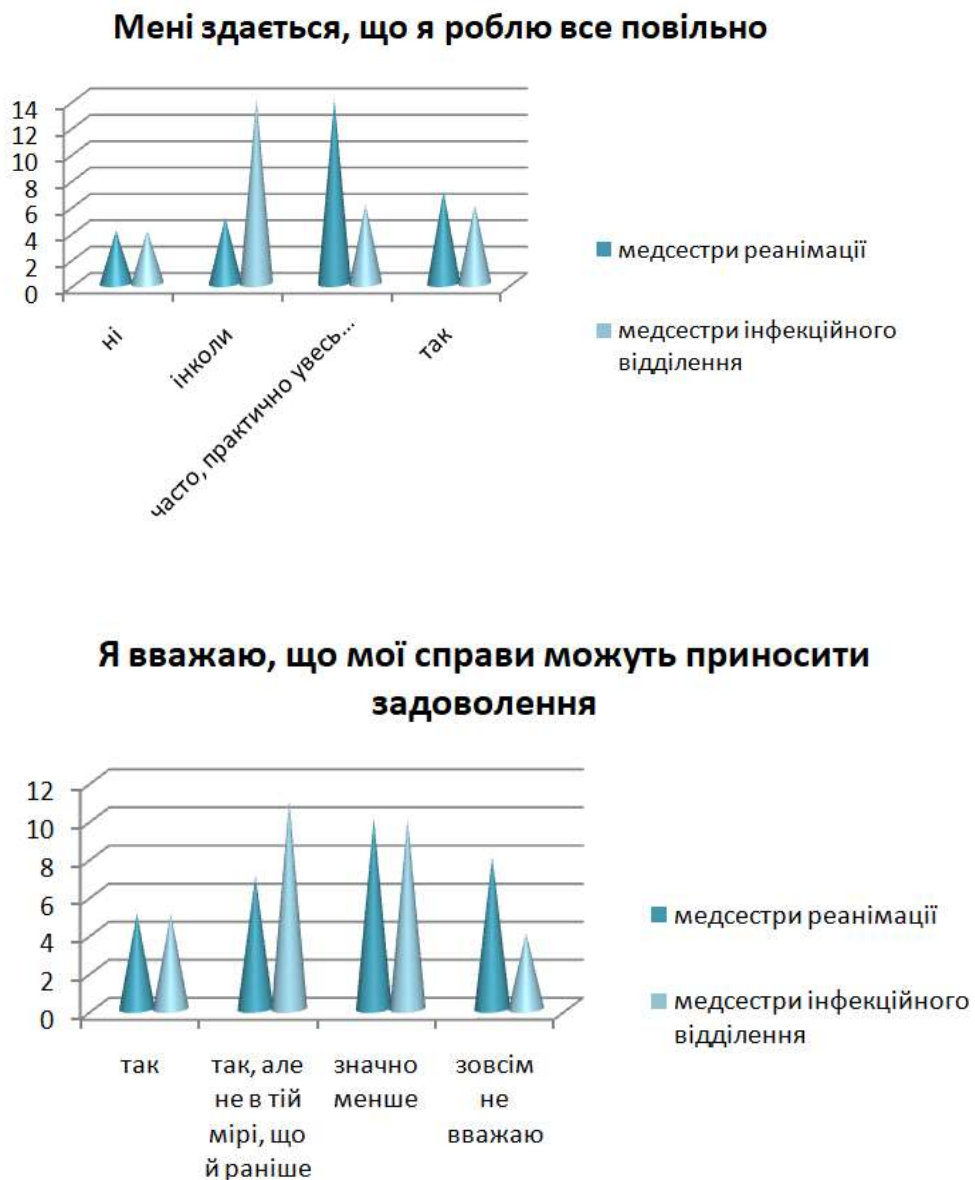 Мені здається, що я роблю все повільно
14
12
10
8
6
4
2
0
ні
інколи
часто, практично увесь...
так
медсестри реанімації
медсестри інфекційного
відділення
Я вважаю, що мої справи можуть приносити
задоволення
12
10
8
6
4
2
0
так
так, але
не в тій
мірі, що
й раніше
значно
менше
зовсім
не
вважаю
медсестри реанімації
медсестри інфекційного
відділення